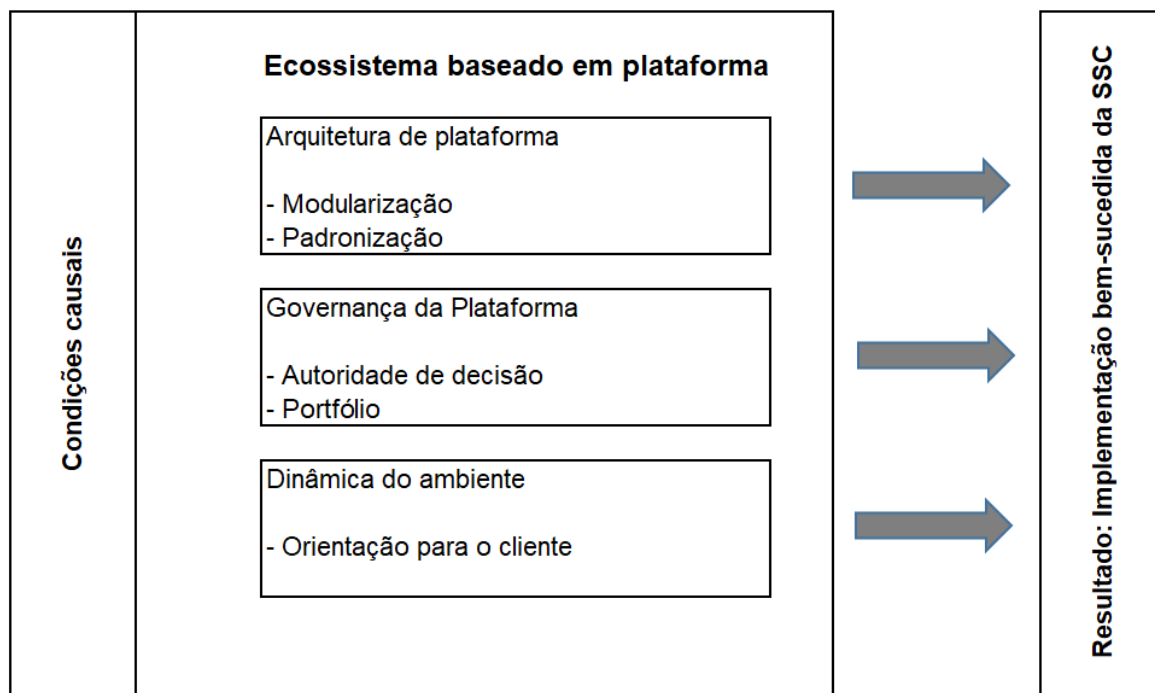 Condições causais
Ecossistema baseado em plataforma
Arquitetura de plataforma
- Modularização
- Padronização
Governança da Plataforma
- Autoridade de decisão
- Portfólio
Dinâmica do ambiente
- Orientação para o cliente
Resultado: Implementação bem-sucedida da SSC